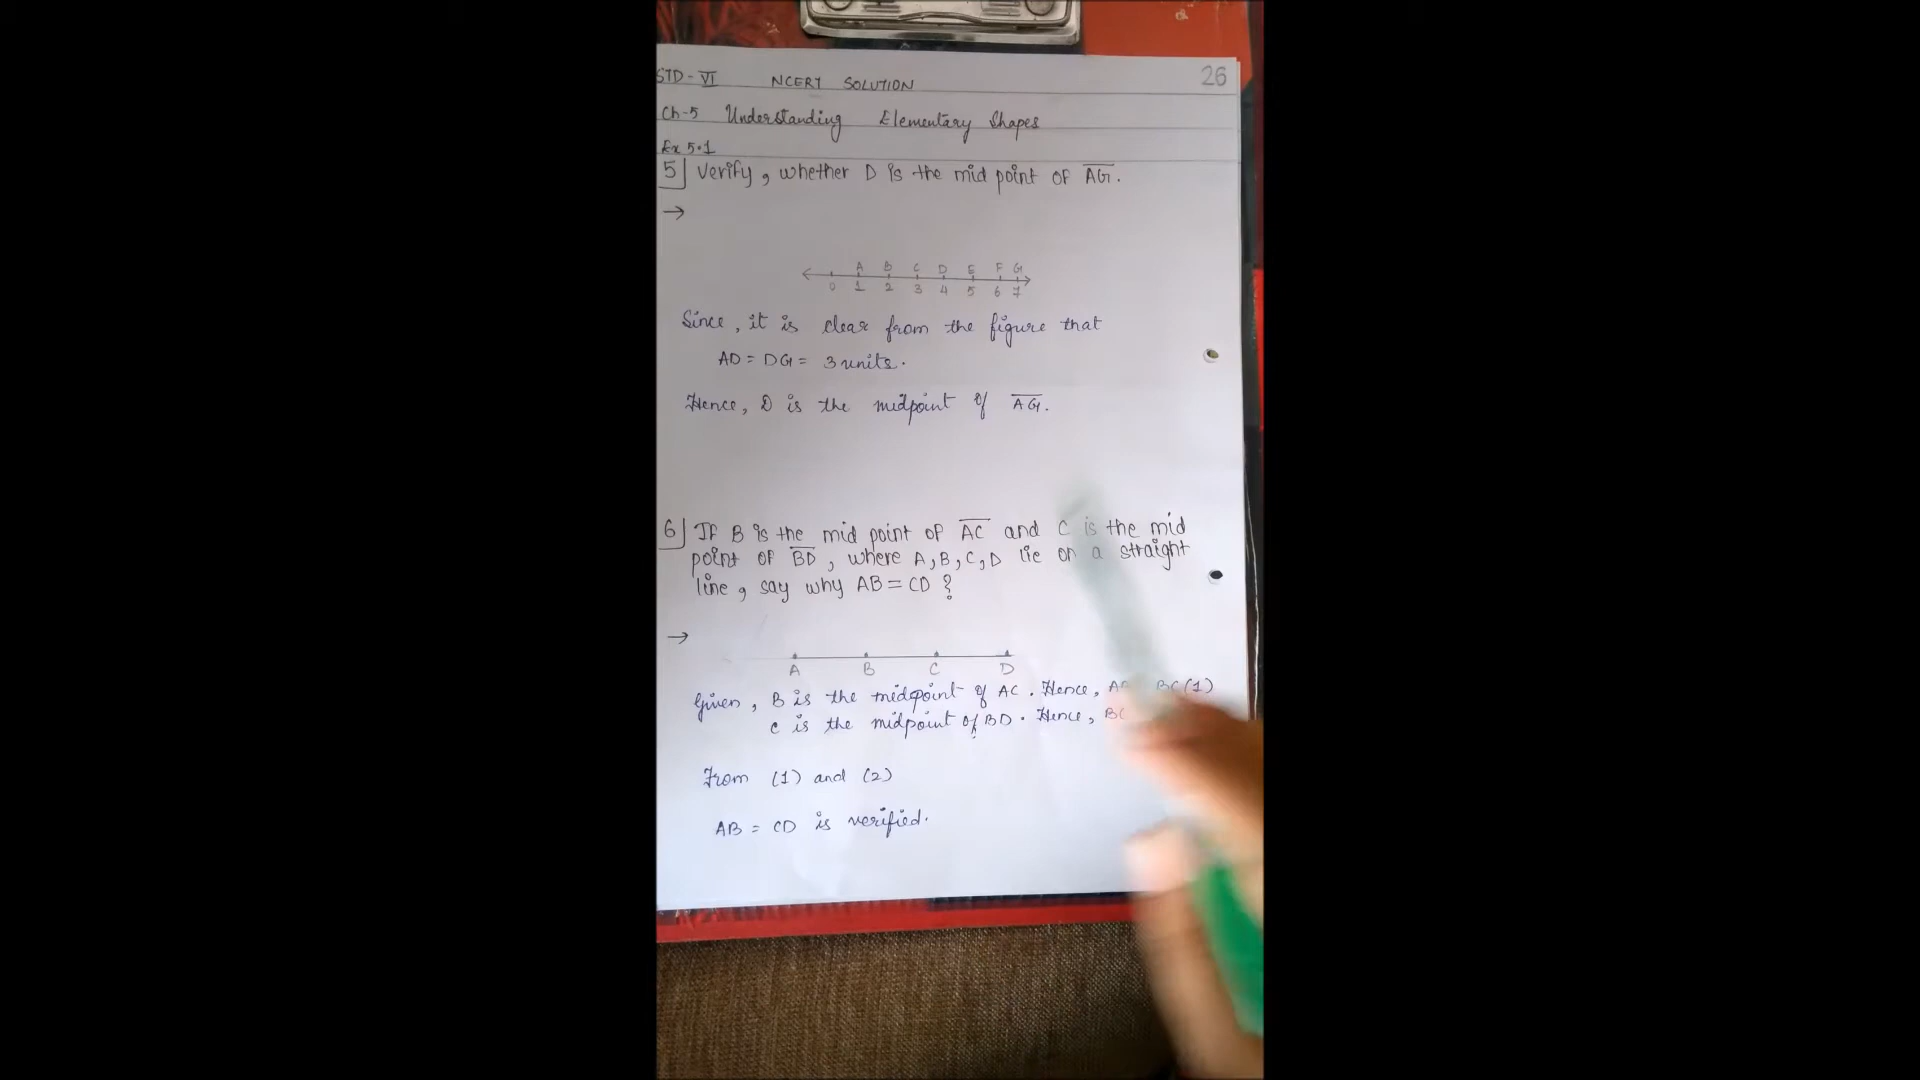 STD-VI NCERT SOLUTION 26
Ch-5 Understanding Elementary Shapes
Ex 5.1
5] Verify, whether D is the mid point of A̅G̅.
→
A B C D E F G
0 1 2 3 4 5 6 7
Since, it is clear from the figure that
AD = DG = 3 units.
Hence, D is the midpoint of A̅G̅.
6] If B is the mid point of A̅C̅ and C is the mid
point of B̅D̅, where A,B,C,D lie on a straight
line, say why AB = CD ?
→
A B C D
Given, B is the midpoint of AC. Hence, BC (1)
C is the midpoint of BD. Hence, BC
From (1) and (2)
AB = CD is verified.